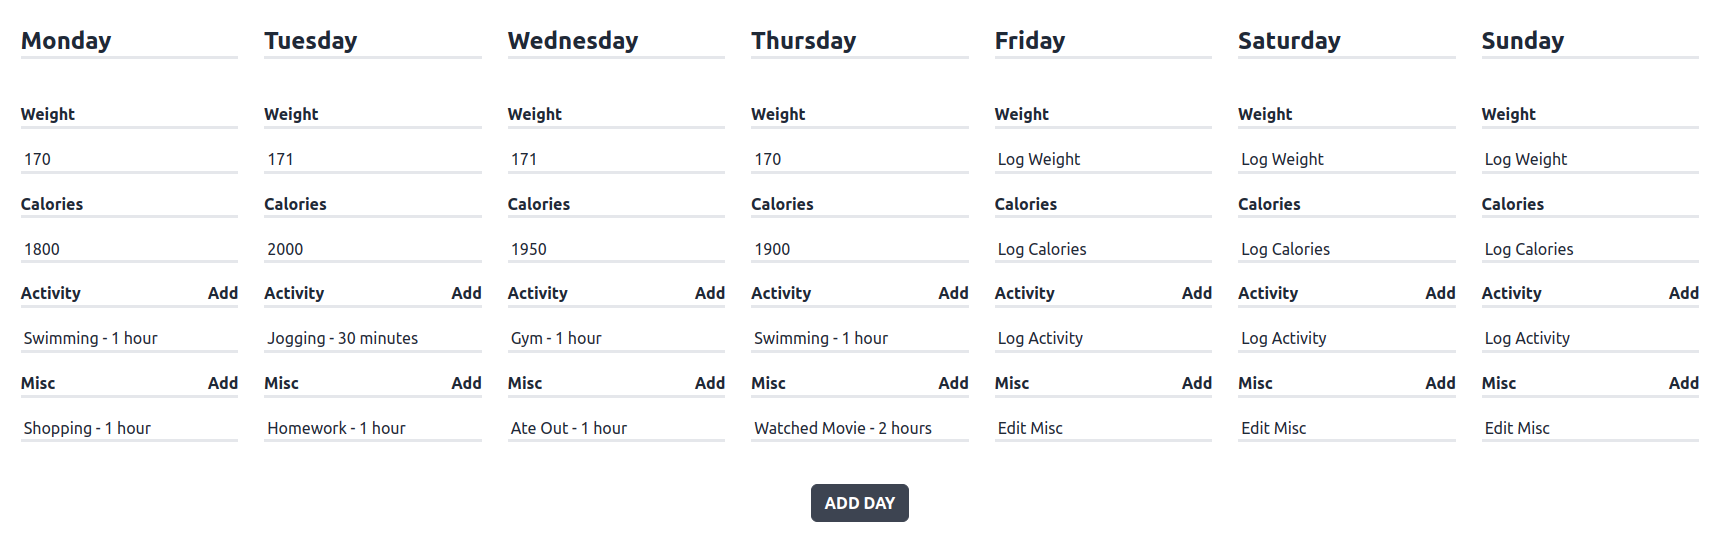 Monday Tuesday Wednesday Thursday Friday Saturday Sunday
Weight Weight Weight Weight Weight Weight Weight
170 171 171 170 Log Weight Log Weight Log Weight
Calories Calories Calories Calories Calories Calories Calories
1800 2000 1950 1900 Log Calories Log Calories Log Calories
Activity Add Activity Add Activity Add Activity Add Activity Add Activity Add Activity Add
Swimming - 1 hour Jogging - 30 minutes Gym - 1 hour Swimming - 1 hour Log Activity Log Activity Log Activity
Misc Add Misc Add Misc Add Misc Add Misc Add Misc Add Misc Add
Shopping - 1 hour Homework - 1 hour Ate Out - 1 hour Watched Movie - 2 hours Edit Misc Edit Misc Edit Misc
ADD DAY